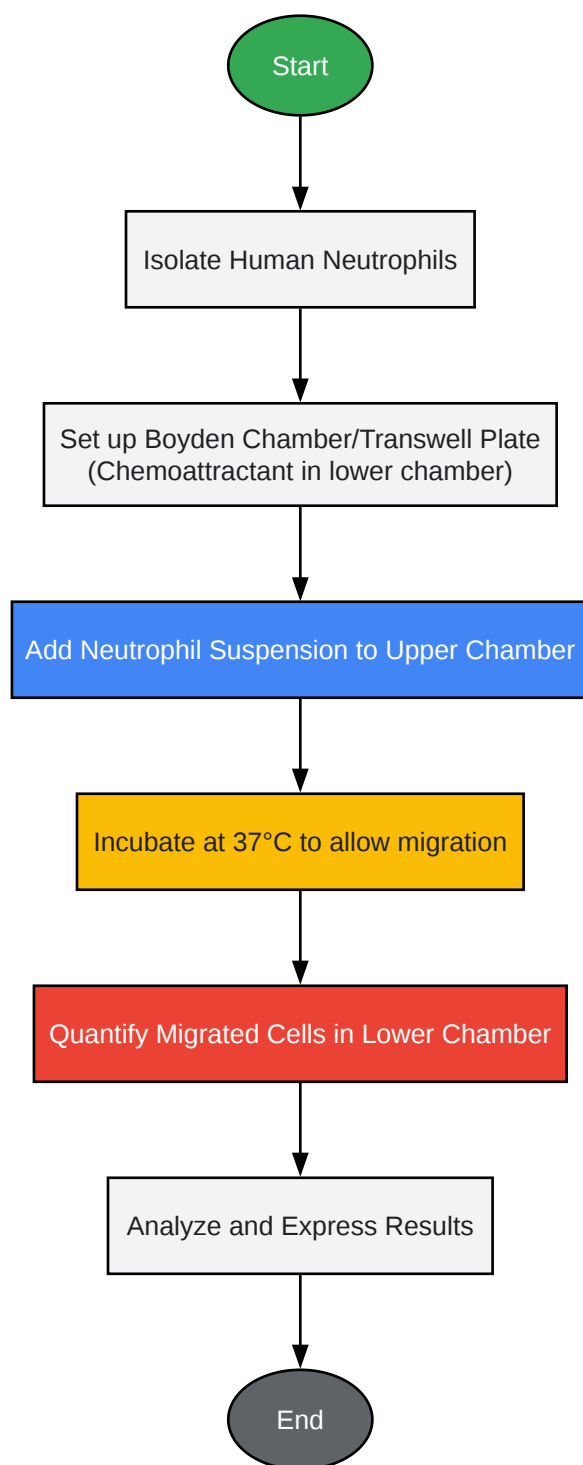 Start
Isolate Human Neutrophils
Set up Boyden Chamber/Transwell Plate
(Chemoattractant in lower chamber)
Add Neutrophil Suspension to Upper Chamber
Incubate at 37°C to allow migration
Quantify Migrated Cells in Lower Chamber
Analyze and Express Results
End